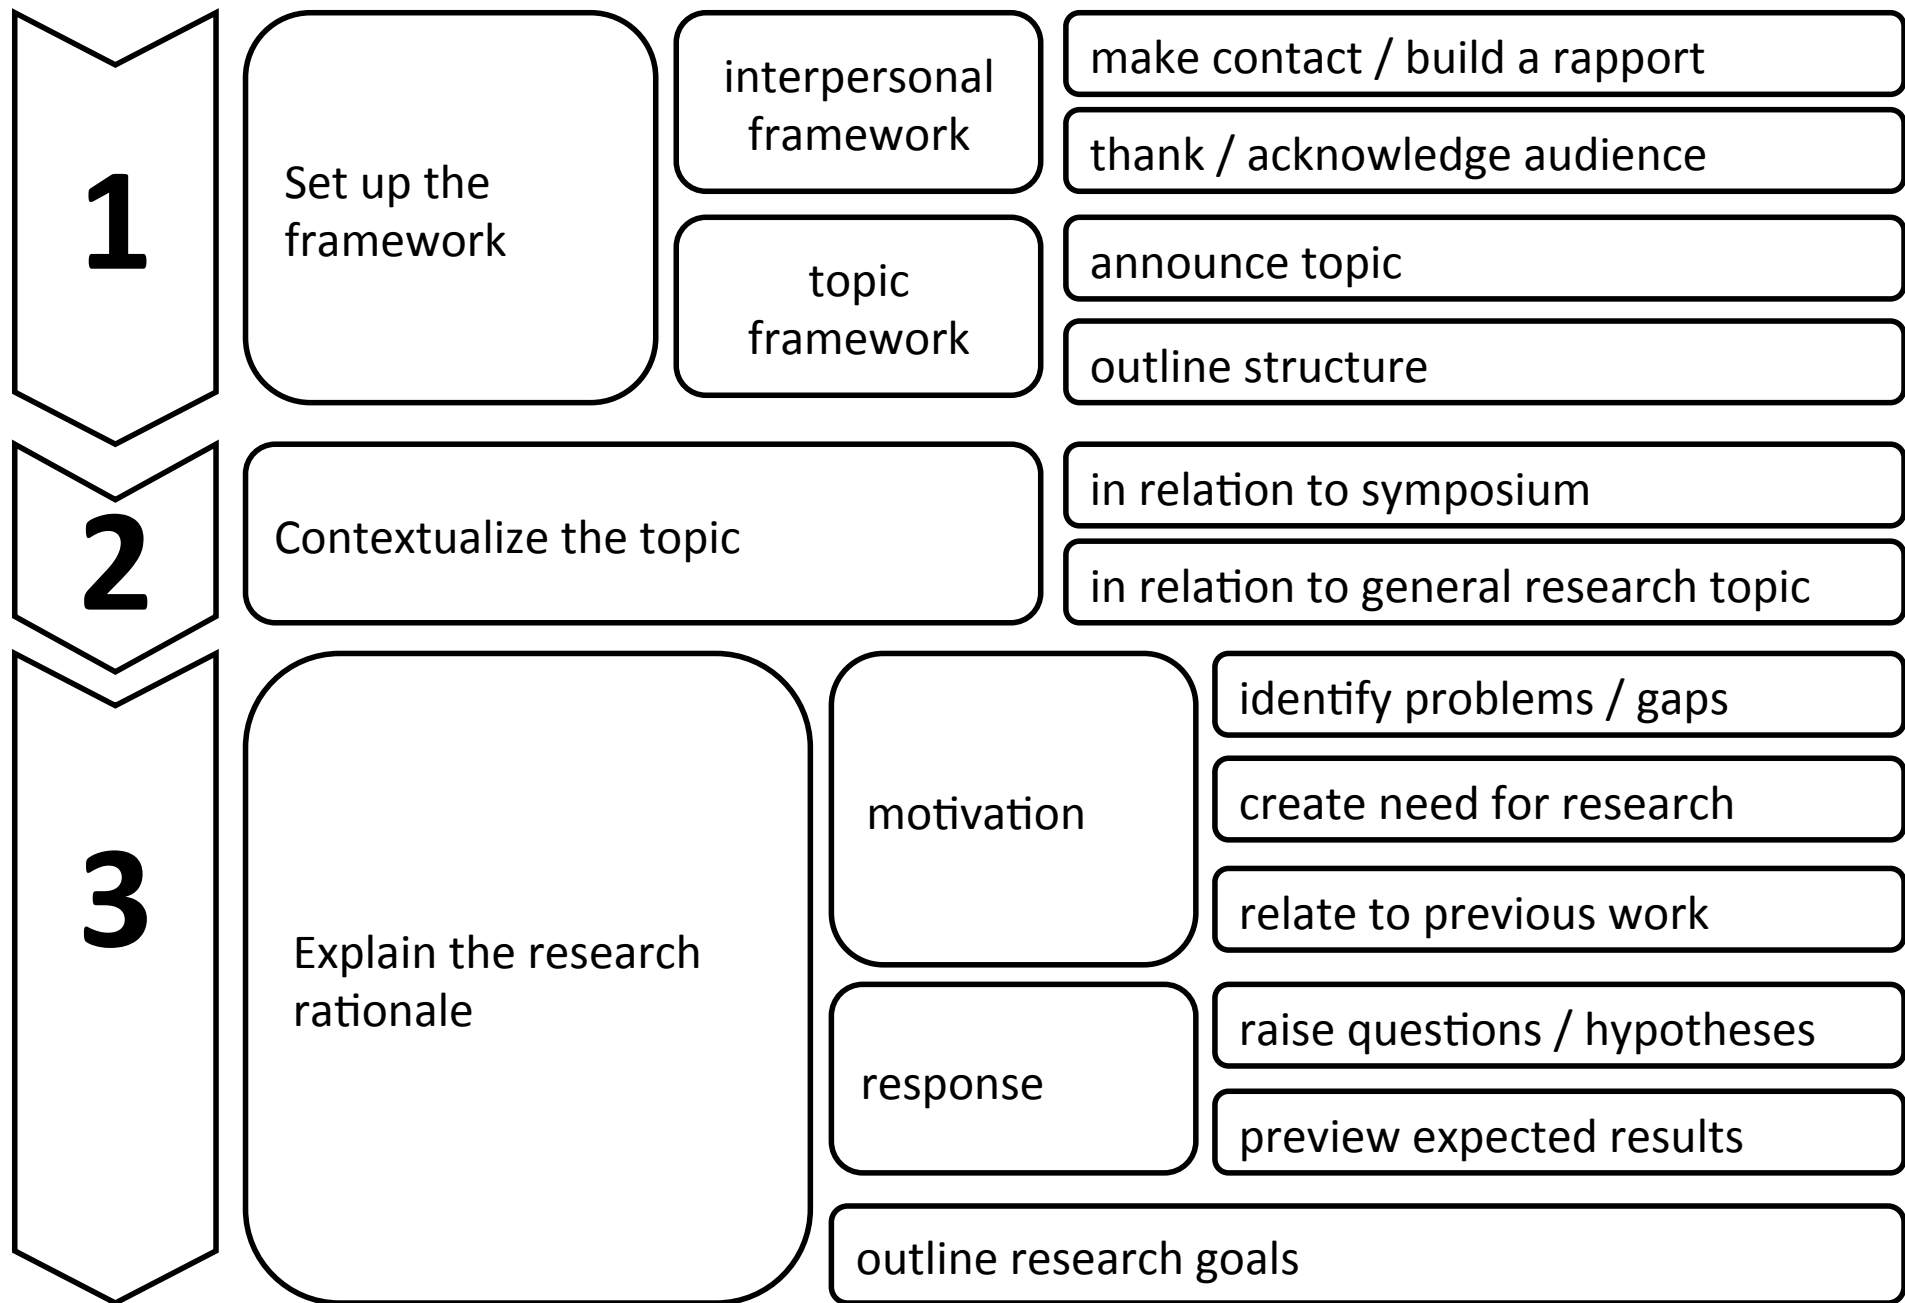 1
Set up the
framework
interpersonal
framework
make contact / build a rapport
thank / acknowledge audience
topic
framework
announce topic
outline structure
2
Contextualize the topic
in relation to symposium
in relation to general research topic
3
Explain the research
rationale
motivation
identify problems / gaps
create need for research
relate to previous work
response
raise questions / hypotheses
preview expected results
outline research goals